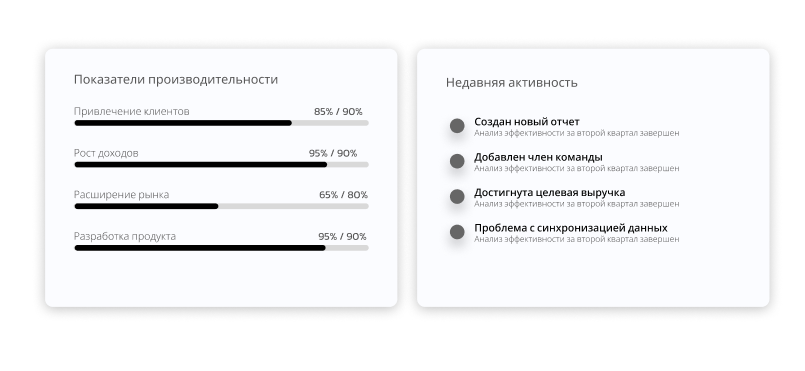 Показатели производительности
Привлечение клиентов 85% / 90%
Рост доходов 95% / 90%
Расширение рынка 65% / 80%
Разработка продукта 95% / 90%
Недавняя активность
Создан новый отчет
Анализ эффективности за второй квартал завершен
Добавлен член команды
Анализ эффективности за второй квартал завершен
Достигнута целевая выручка
Анализ эффективности за второй квартал завершен
Проблема с синхронизацией данных
Анализ эффективности за второй квартал завершен